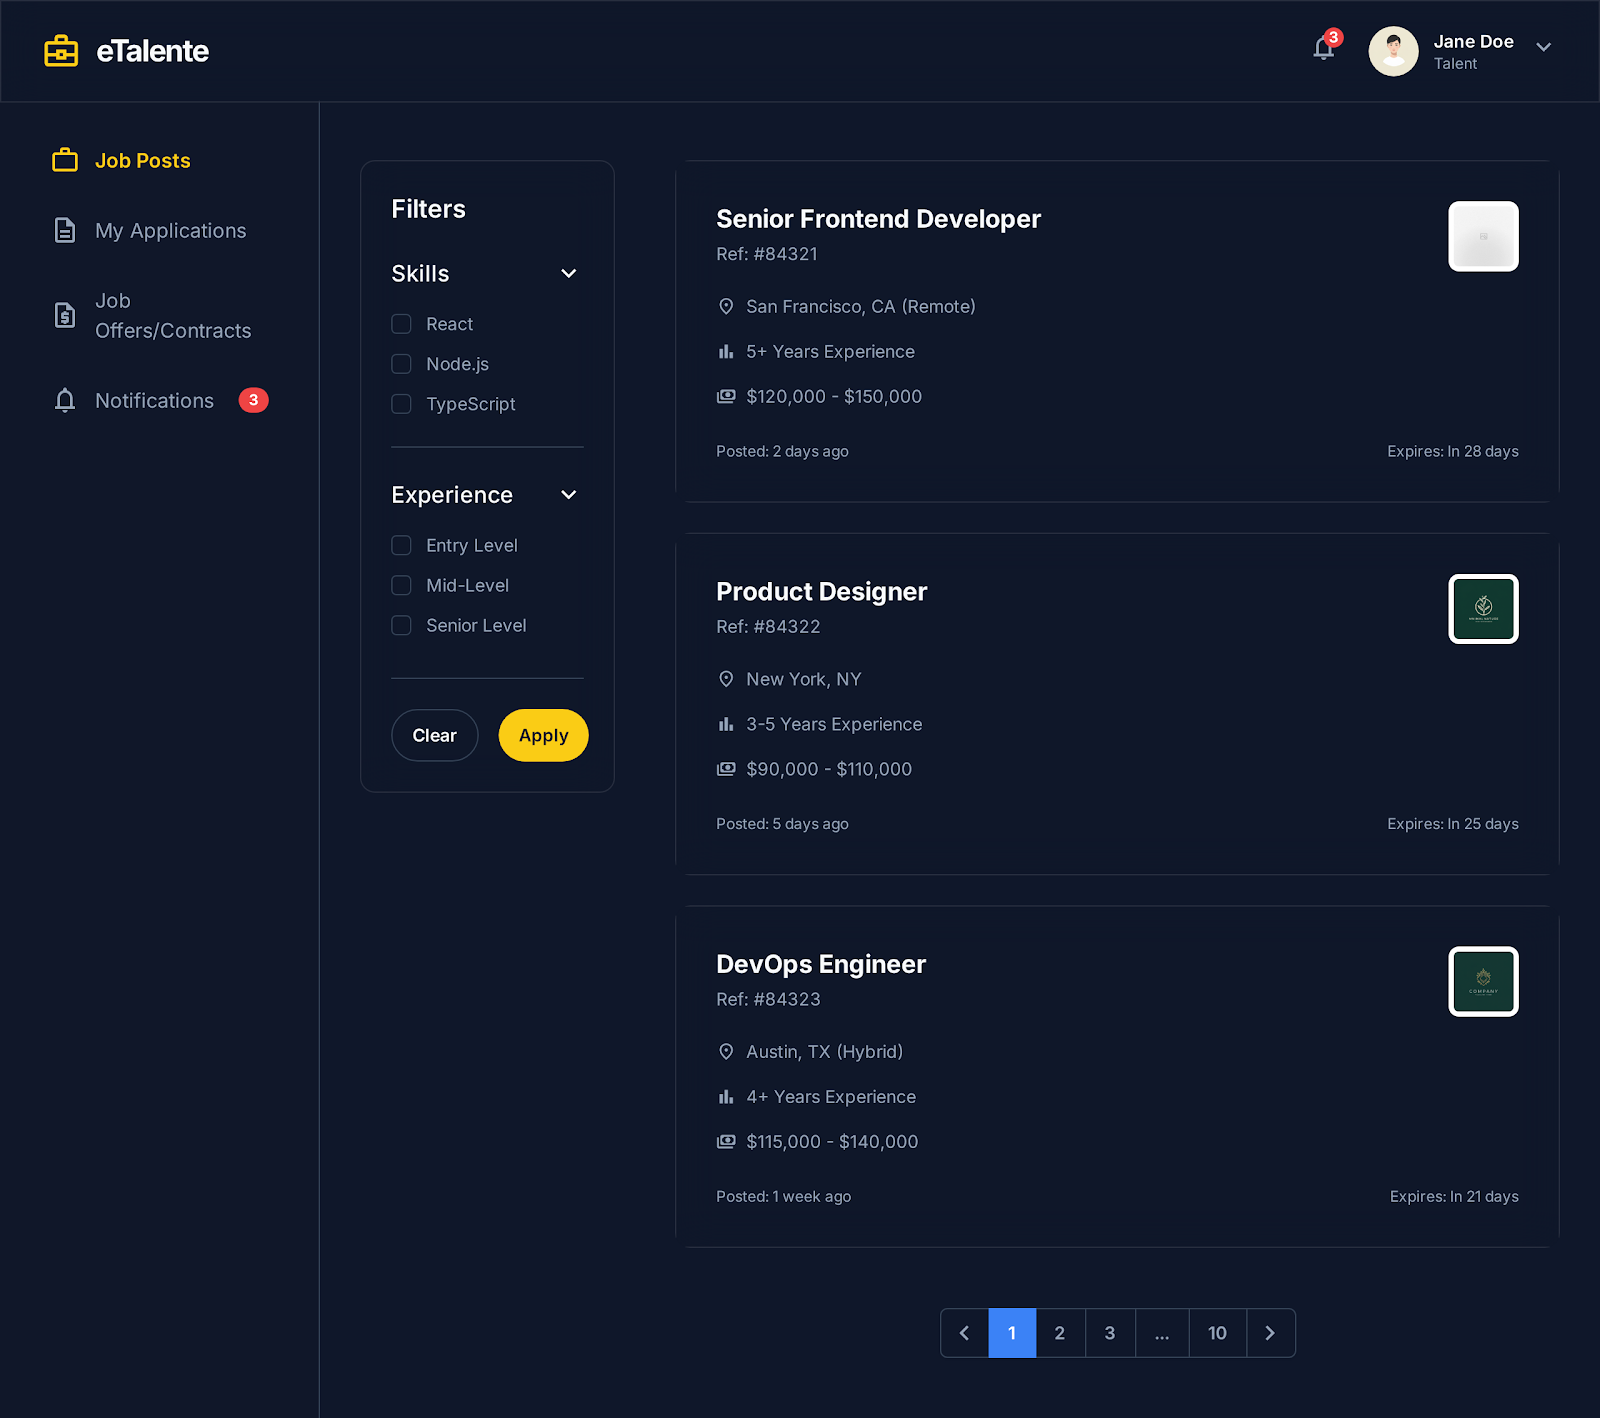 eTalente
3
Jane Doe
Talent
Job Posts
My Applications
Job
Offers/Contracts
Notifications 3
Filters
Skills
React
Node.js
TypeScript
Experience
Entry Level
Mid-Level
Senior Level
Clear Apply
Senior Frontend Developer
Ref: #84321
San Francisco, CA (Remote)
5+ Years Experience
$120,000 - $150,000
Posted: 2 days ago Expires: In 28 days
Product Designer
Ref: #84322
New York, NY
3-5 Years Experience
$90,000 - $110,000
Posted: 5 days ago Expires: In 25 days
DevOps Engineer
Ref: #84323
COMPANY
Austin, TX (Hybrid)
4+ Years Experience
$115,000 - $140,000
Posted: 1 week ago Expires: In 21 days
1 2 3 ... 10